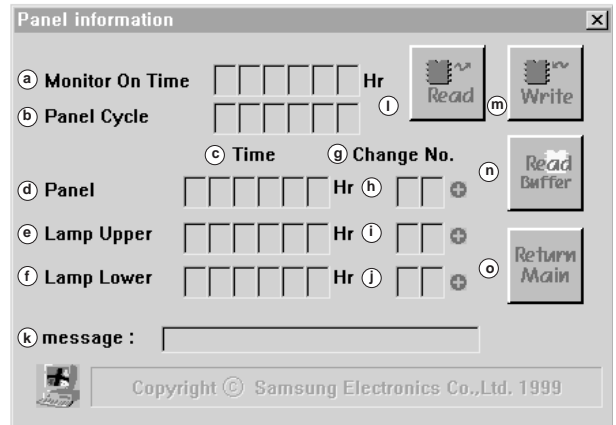 Panel information
a Monitor On Time Hr
l Read
m Write
b Panel Cycle
c Time g Change No.
n Read Buffer
d Panel Hr h
e Lamp Upper Hr i
f Lamp Lower Hr j
o Return Main
k message :
Copyright © Samsung Electronics Co.,Ltd. 1999